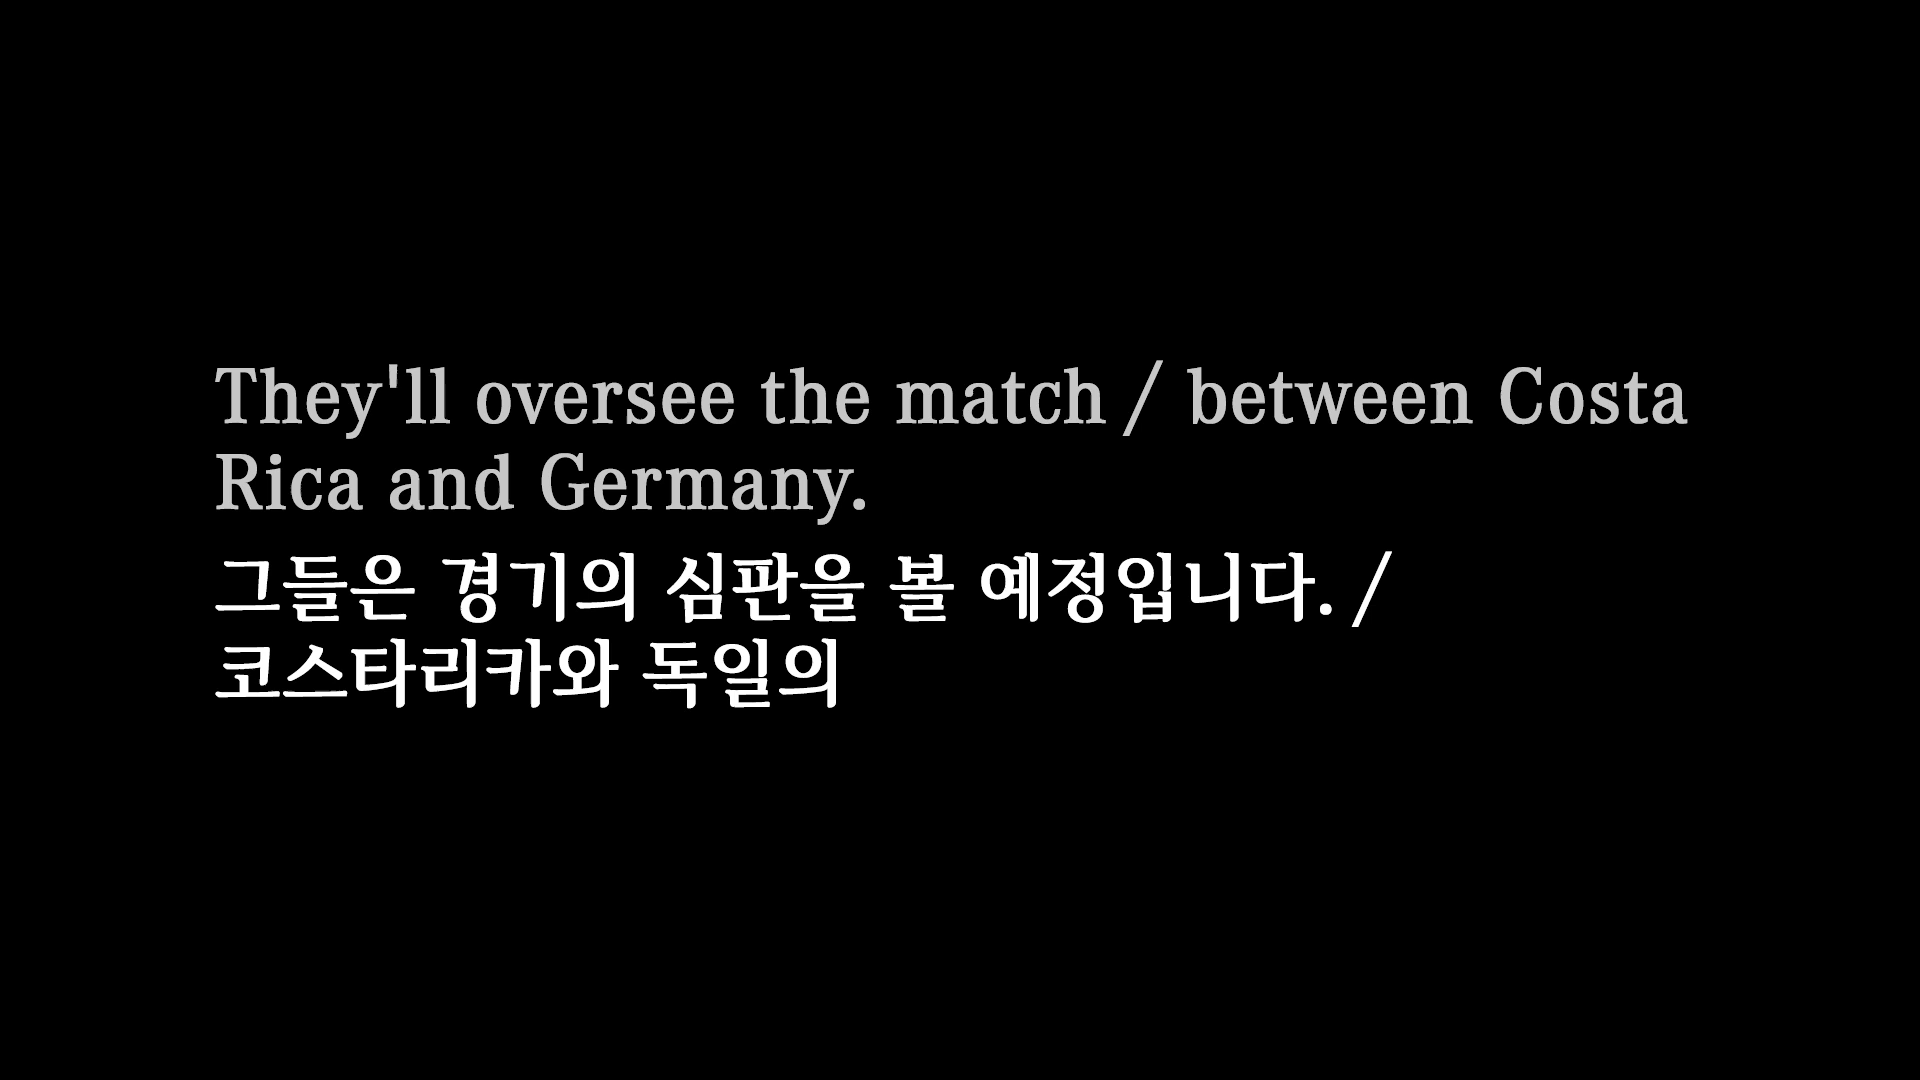 They'll oversee the match / between Costa
Rica and Germany.
그들은 경기의 심판을 볼 예정입니다. /
코스타리카와 독일의